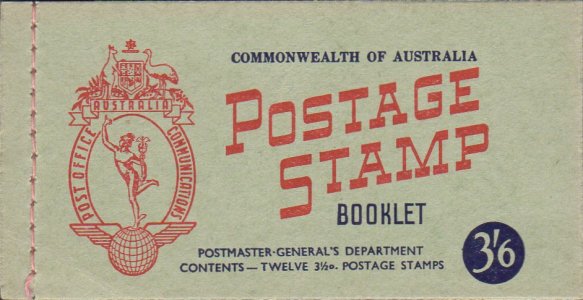 COMMONWEALTH OF AUSTRALIA
AUSTRALIA
POST OFFICE COMMUNICATIONS
POSTAGE
STAMP
BOOKLET
POSTMASTER-GENERAL'S DEPARTMENT
CONTENTS — TWELVE 3½D. POSTAGE STAMPS
3/6